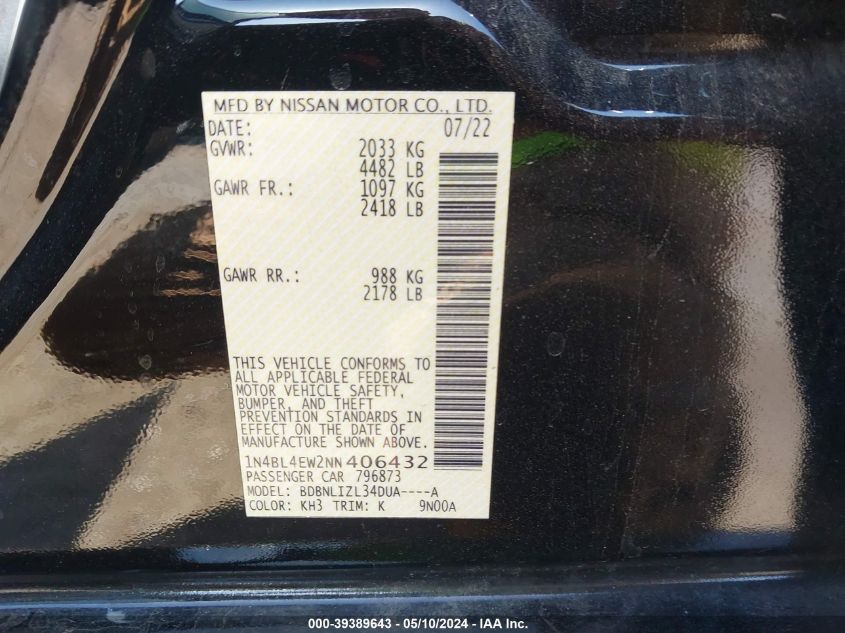 MFD BY NISSAN MOTOR CO., LTD.
DATE: 07/22
GVWR: 2033 KG
4482 LB
GAWR FR.: 1097 KG
2418 LB
GAWR RR.: 988 KG
2178 LB
THIS VEHICLE CONFORMS TO
ALL APPLICABLE FEDERAL
MOTOR VEHICLE SAFETY,
BUMPER, AND THEFT
PREVENTION STANDARDS IN
EFFECT ON THE DATE OF
MANUFACTURE SHOWN ABOVE.
1N4BL4EW2NN406432
PASSENGER CAR 796873
MODEL: BDBNLIZL34DUA----A
COLOR: KH3 TRIM: K 9N00A
000-39389643 - 05/10/2024 - IAA Inc.